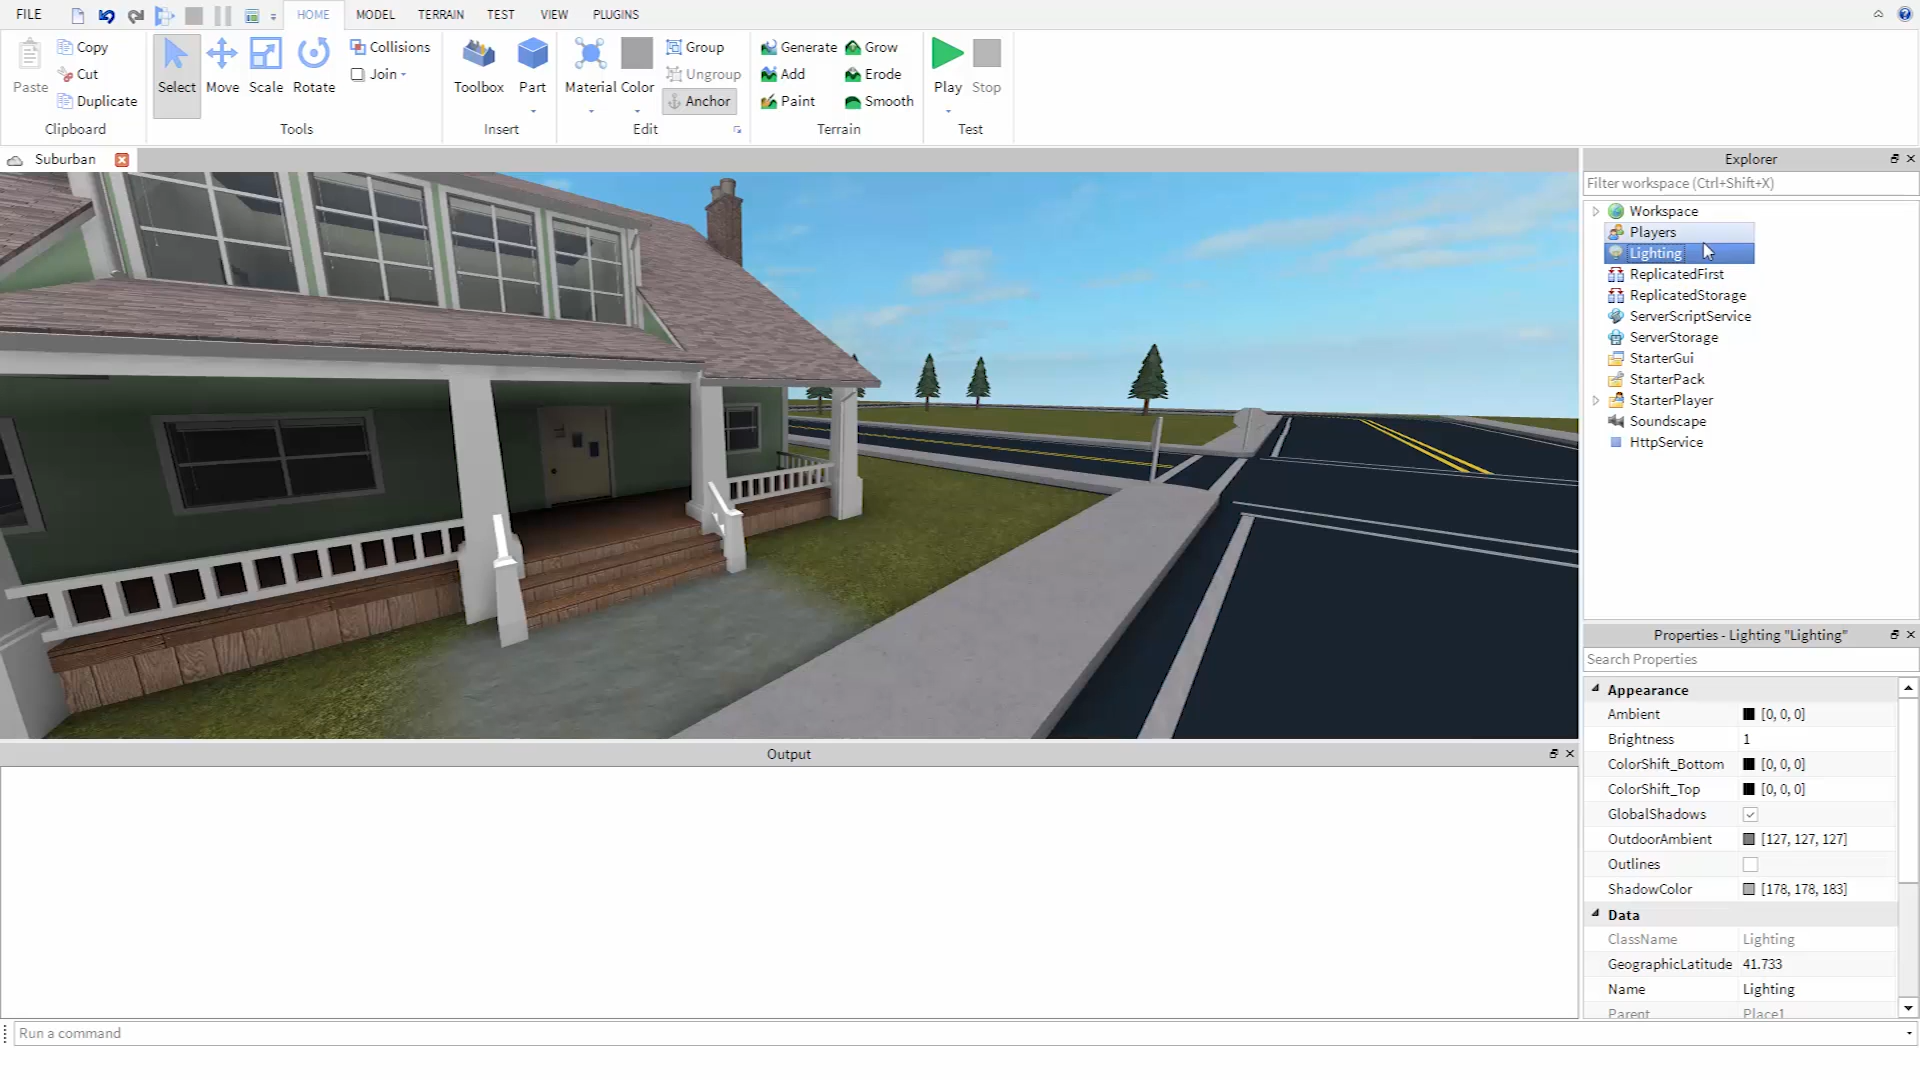 FILE HOME MODEL TERRAIN TEST VIEW PLUGINS
Paste Copy Cut Duplicate
Clipboard
Select Move Scale Rotate Collisions Join
Tools
Toolbox Part
Insert
Material Color Group Ungroup Anchor
Edit
Generate Grow
Add Erode
Paint Smooth
Terrain
Play Stop
Test
Suburban
Explorer
Filter workspace (Ctrl+Shift+X)
Workspace
Players
Lighting
ReplicatedFirst
ReplicatedStorage
ServerScriptService
ServerStorage
StarterGui
StarterPack
StarterPlayer
Soundscape
HttpService
Properties - Lighting "Lighting"
Search Properties
Appearance
Ambient [0, 0, 0]
Brightness 1
ColorShift_Bottom [0, 0, 0]
ColorShift_Top [0, 0, 0]
GlobalShadows
OutdoorAmbient [127, 127, 127]
Outlines
ShadowColor [178, 178, 183]
Data
ClassName Lighting
GeographicLatitude 41.733
Name Lighting
Parent Place1
Output
Run a command